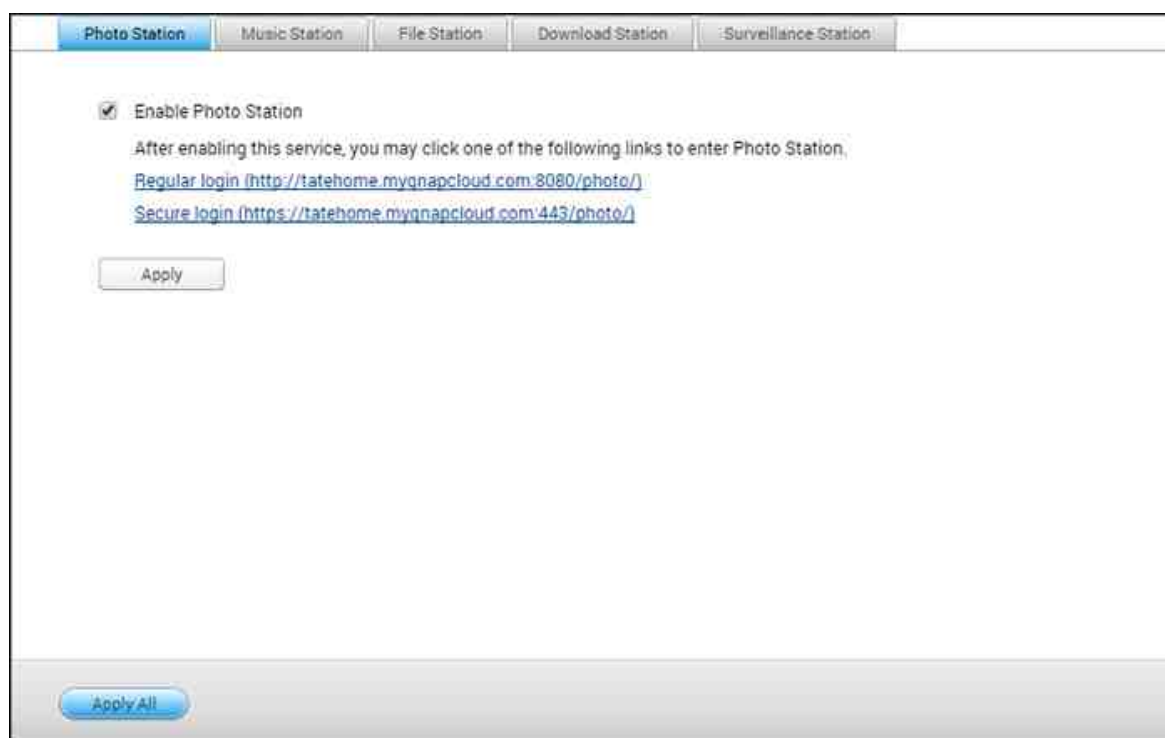 Photo Station Music Station File Station Download Station Surveillance Station
Enable Photo Station
After enabling this service, you may click one of the following links to enter Photo Station.
Regular login (http://tatehome.myqnapcloud.com:8080/photo/)
Secure login (https://tatehome.myqnapcloud.com:443/photo/)
Apply
Apply All